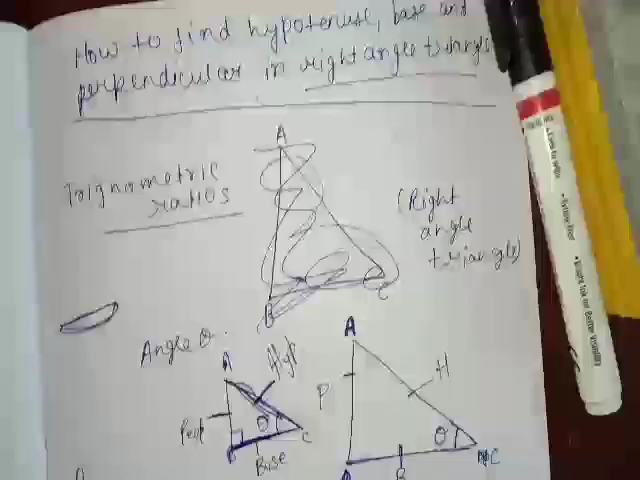 How to find hypotenuse, base and
perpendicular in right angle triangle
A
Trignometric
ratios
(Right
angle
triangle)
B
C
Angle θ.
A
Hyp
Perp
θ
C
B
Base
A
P
H
θ
C
B